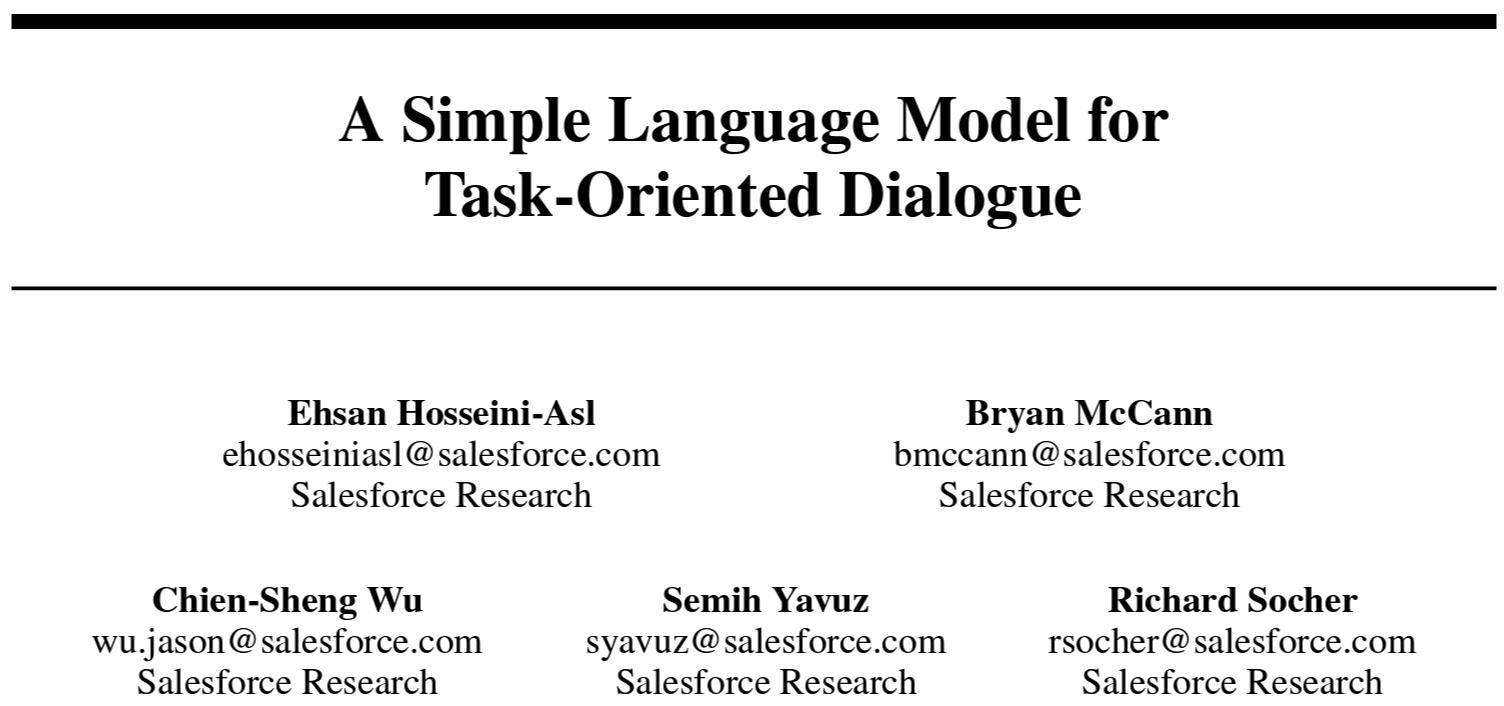 A Simple Language Model for
Task-Oriented Dialogue
Ehsan Hosseini-Asl
ehosseiniasl@salesforce.com
Salesforce Research
Bryan McCann
bmccann@salesforce.com
Salesforce Research
Chien-Sheng Wu
wu.jason@salesforce.com
Salesforce Research
Semih Yavuz
syavuz@salesforce.com
Salesforce Research
Richard Socher
rsocher@salesforce.com
Salesforce Research